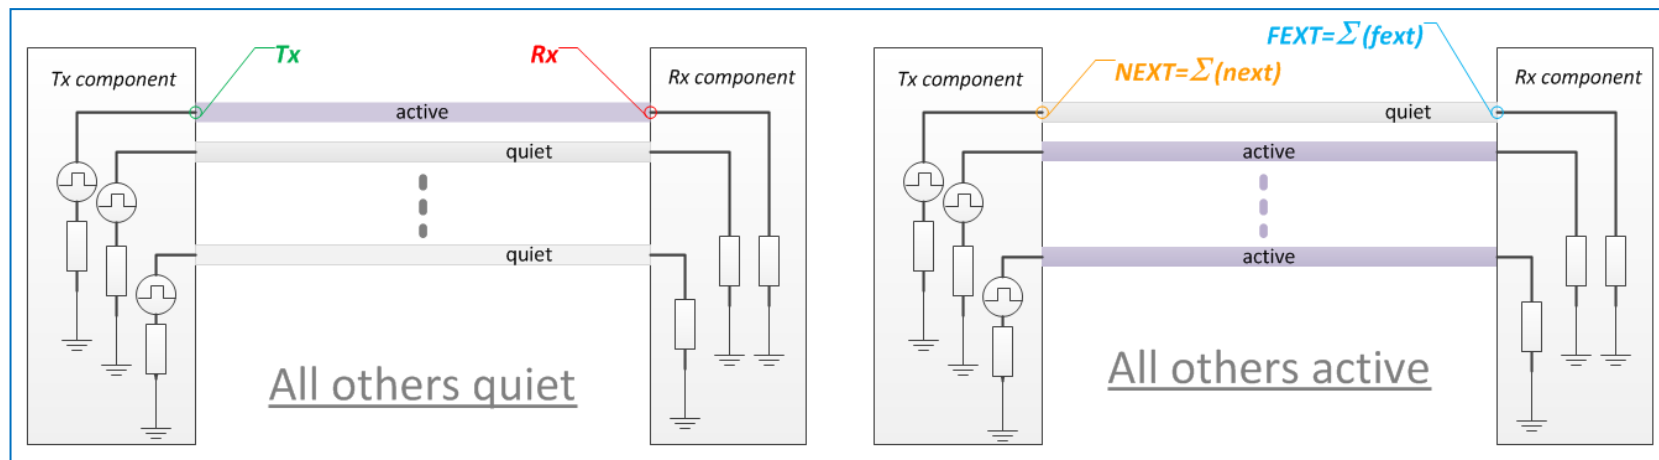 Tx
Rx
Tx component
Rx component
active
quiet
quiet
All others quiet
FEXT=Σ(fext)
NEXT=Σ(next)
Tx component
Rx component
quiet
active
active
All others active